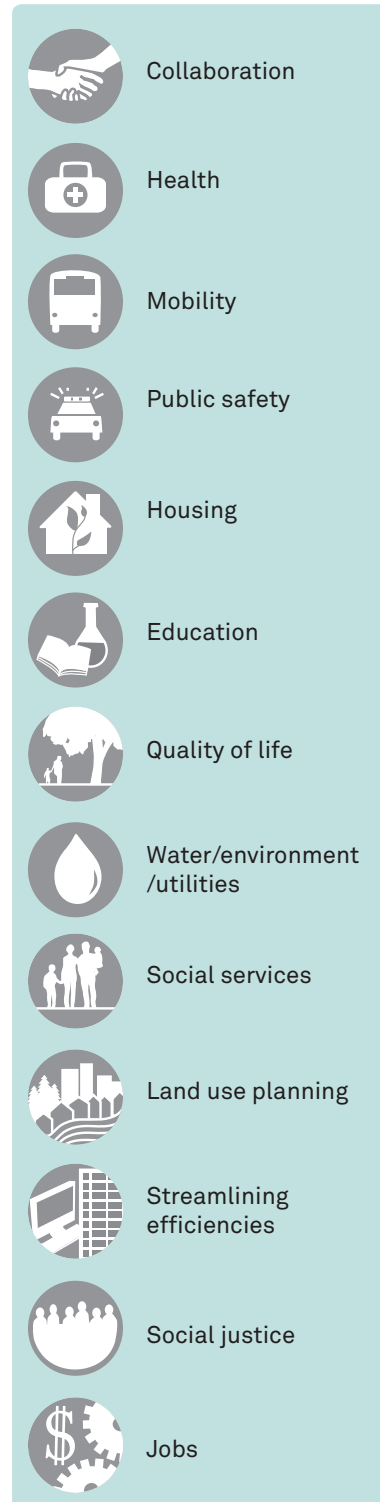 Collaboration
Health
Mobility
Public safety
Housing
Education
Quality of life
Water/environment
/utilities
Social services
Land use planning
Streamlining
efficiencies
Social justice
$
Jobs